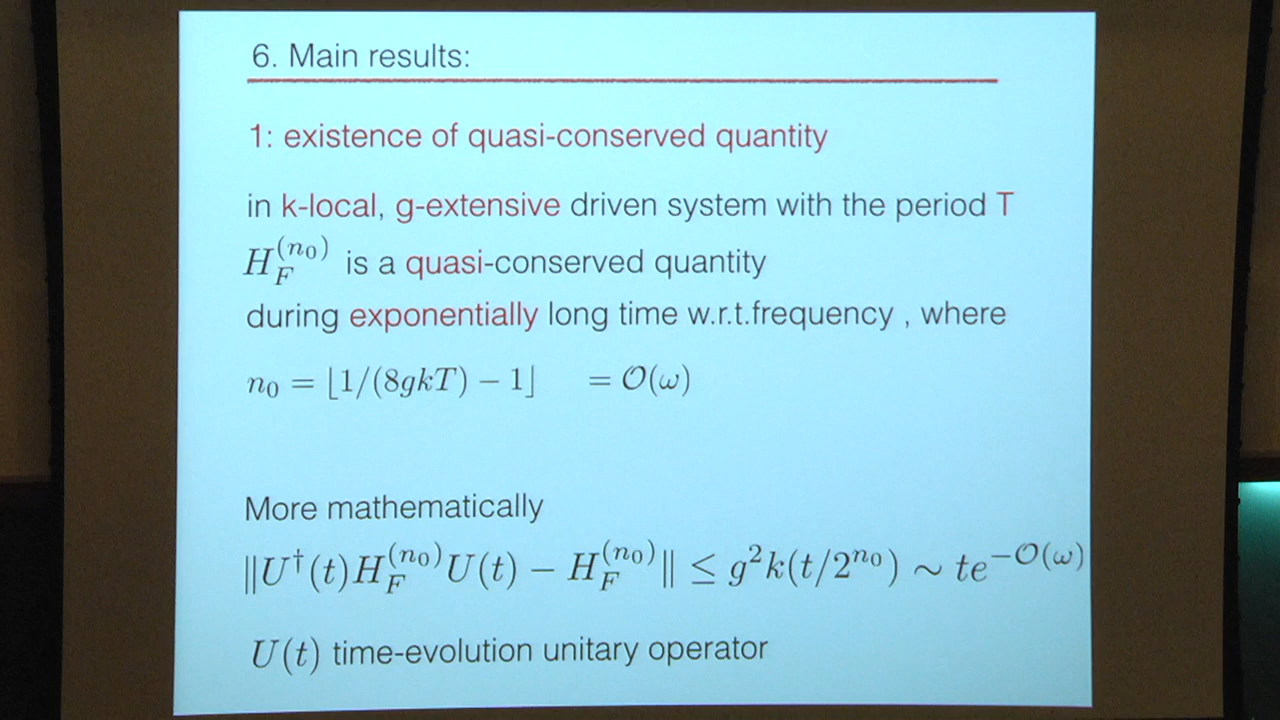 6. Main results:
1: existence of quasi-conserved quantity
in k-local, g-extensive driven system with the period T
$H_F^{(n_0)}$ is a quasi-conserved quantity
during exponentially long time w.r.t.frequency , where
$n_0 = \lfloor 1/(8gkT) - 1 \rfloor \quad = \mathcal{O}(\omega)$
More mathematically
$\| U^\dagger(t) H_F^{(n_0)} U(t) - H_F^{(n_0)} \| \leq g^2 k(t/2^{n_0}) \sim te^{-\mathcal{O}(\omega)}$
$U(t)$ time-evolution unitary operator